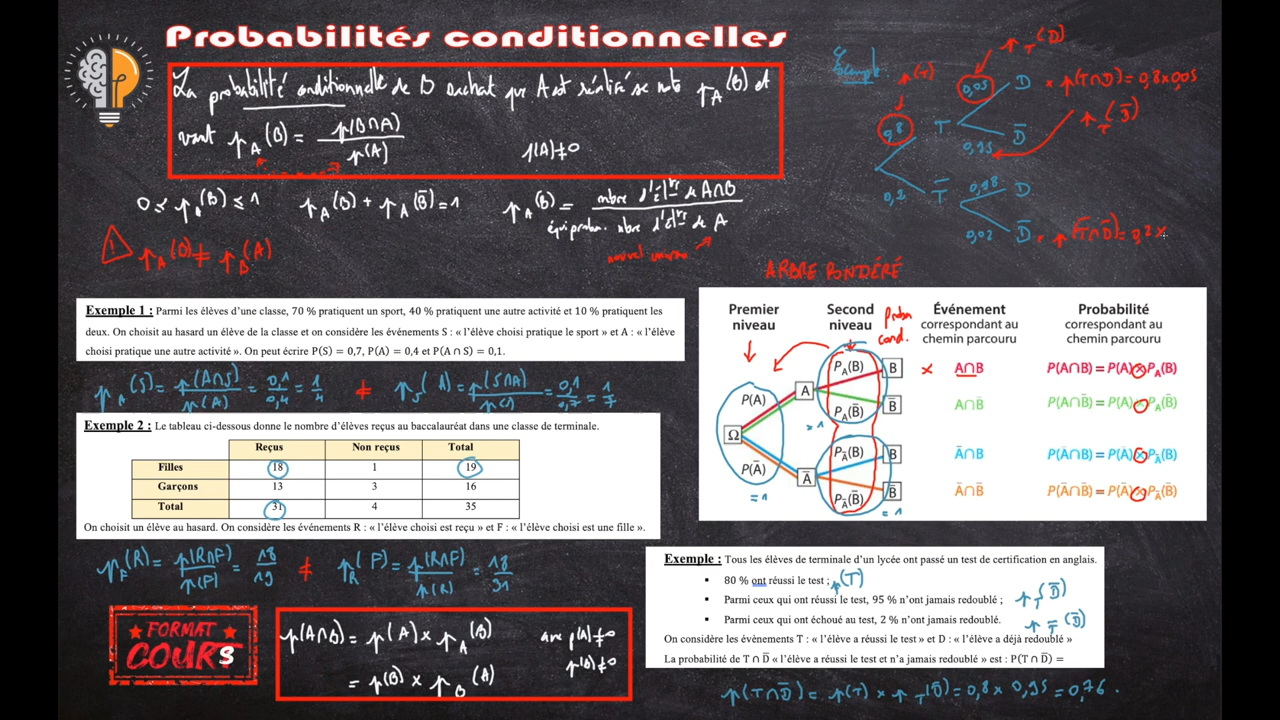 Probabilités conditionnelles
La probabilité conditionnelle de B sachant que A est réalisé se note p_A(B) et
vaut p_A(B) = p(B∩A)/p(A)    p(A)≠0
0 ≤ p_A(B) ≤ 1    p_A(B) + p_A(B̅) = 1    p_A(B) = nbre d'élts de A∩B / nbre d'élts de A
équiprob.
nouvel univers
! p_A(B) ≠ p_B(A)
Exemple
p(T)
p_T(D)
0,8 T 0,05 D × p(T∩D) = 0,8×0,05
0,95 D̅ p_T(D̅)
0,2 T̅ 0,98 D
0,02 D̅ × p(T̅∩D̅) = 0,2×
Exemple 1 : Parmi les élèves d'une classe, 70 % pratiquent un sport, 40 % pratiquent une autre activité et 10 % pratiquent les
deux. On choisit au hasard un élève de la classe et on considère les événements S : « l'élève choisi pratique le sport » et A : « l'élève
choisi pratique une autre activité ». On peut écrire P(S) = 0,7, P(A) = 0,4 et P(A ∩ S) = 0,1.
p_A(S) = p(A∩S)/p(A) = 0,1/0,4 = 1/4 ≠ p_S(A) = p(S∩A)/p(S) = 0,1/0,7 = 1/7
Exemple 2 : Le tableau ci-dessous donne le nombre d'élèves reçus au baccalauréat dans une classe de terminale.
Reçus Non reçus Total
Filles 18 1 19
Garçons 13 3 16
Total 31 4 35
On choisit un élève au hasard. On considère les événements R : « l'élève choisi est reçu » et F : « l'élève choisi est une fille ».
p_F(R) = p(R∩F)/p(F) = 18/19 ≠ p_R(F) = p(R∩F)/p(R) = 18/31
FORMAT
COURS
p(A∩B) = p(A) × p_A(B)    avec p(A)≠0
= p(B) × p_B(A)    p(B)≠0
ARBRE PONDÉRÉ
Premier niveau
Second niveau
Proba cond.
Événement correspondant au chemin parcouru
Probabilité correspondant au chemin parcouru
Ω
P(A) A P_A(B) B × A∩B P(A∩B) = P(A) × P_A(B)
P_A(B̅) B̅ A∩B̅ P(A∩B̅) = P(A) × P_A(B̅)
> 1
P(A̅) A̅ P_A̅(B) B A̅∩B P(A̅∩B) = P(A̅) × P_A̅(B)
P_A̅(B̅) B̅ A̅∩B̅ P(A̅∩B̅) = P(A̅) × P_A̅(B̅)
= 1
= 1
Exemple : Tous les élèves de terminale d'un lycée ont passé un test de certification en anglais.
▪ 80 % ont réussi le test ; p(T)
▪ Parmi ceux qui ont réussi le test, 95 % n'ont jamais redoublé ; p_T(D̅)
▪ Parmi ceux qui ont échoué au test, 2 % n'ont jamais redoublé. p_T̅(D̅)
On considère les évènements T : « l'élève a réussi le test » et D : « l'élève a déjà redoublé »
La probabilité de T ∩ D̅ « l'élève a réussi le test et n'a jamais redoublé » est : P(T ∩ D̅) =
p(T∩D̅) = p(T) × p_T(D̅) = 0,8 × 0,95 = 0,76.